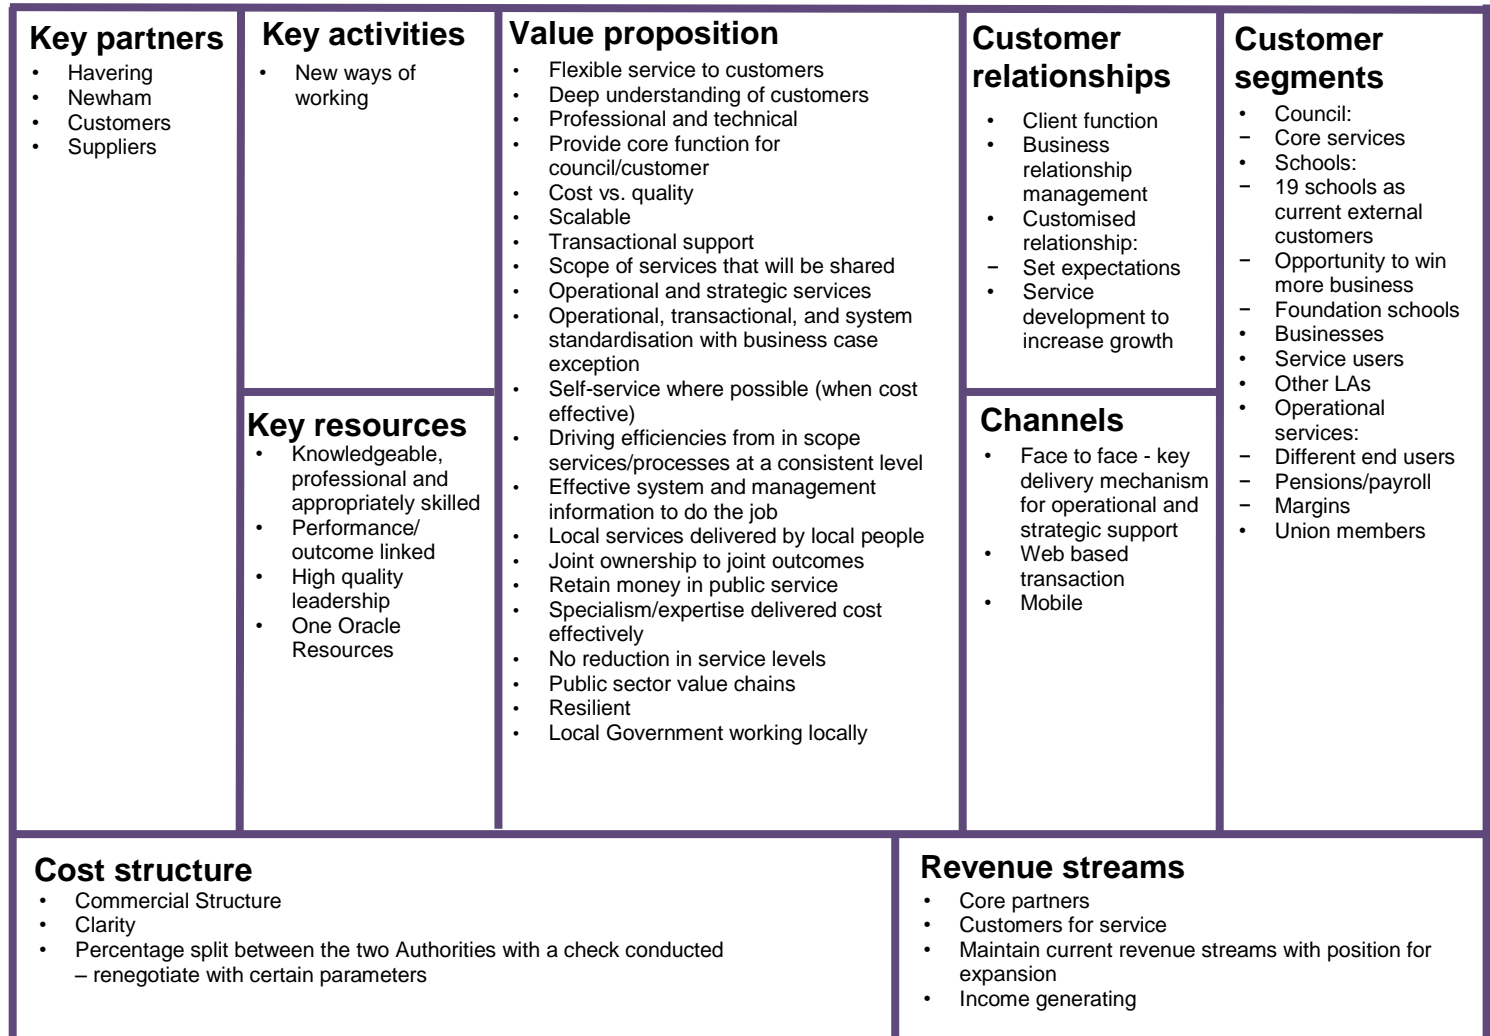 Key partners
• Havering
• Newham
• Customers
• Suppliers
Key activities
• New ways of
working
Key resources
• Knowledgeable,
professional and
appropriately skilled
• Performance/
outcome linked
• High quality
leadership
• One Oracle
Resources
Value proposition
• Flexible service to customers
• Deep understanding of customers
• Professional and technical
• Provide core function for
council/customer
• Cost vs. quality
• Scalable
• Transactional support
• Scope of services that will be shared
• Operational and strategic services
• Operational, transactional, and system
standardisation with business case
exception
• Self-service where possible (when cost
effective)
• Driving efficiencies from in scope
services/processes at a consistent level
• Effective system and management
information to do the job
• Local services delivered by local people
• Joint ownership to joint outcomes
• Retain money in public service
• Specialism/expertise delivered cost
effectively
• No reduction in service levels
• Public sector value chains
• Resilient
• Local Government working locally
Customer
relationships
• Client function
• Business
relationship
management
• Customised
relationship:
− Set expectations
• Service
development to
increase growth
Channels
• Face to face - key
delivery mechanism
for operational and
strategic support
• Web based
transaction
• Mobile
Customer
segments
• Council:
− Core services
• Schools:
− 19 schools as
current external
customers
− Opportunity to win
more business
− Foundation schools
• Businesses
• Service users
• Other LAs
• Operational
services:
− Different end users
− Pensions/payroll
− Margins
• Union members
Cost structure
• Commercial Structure
• Clarity
• Percentage split between the two Authorities with a check conducted
– renegotiate with certain parameters
Revenue streams
• Core partners
• Customers for service
• Maintain current revenue streams with position for
expansion
• Income generating